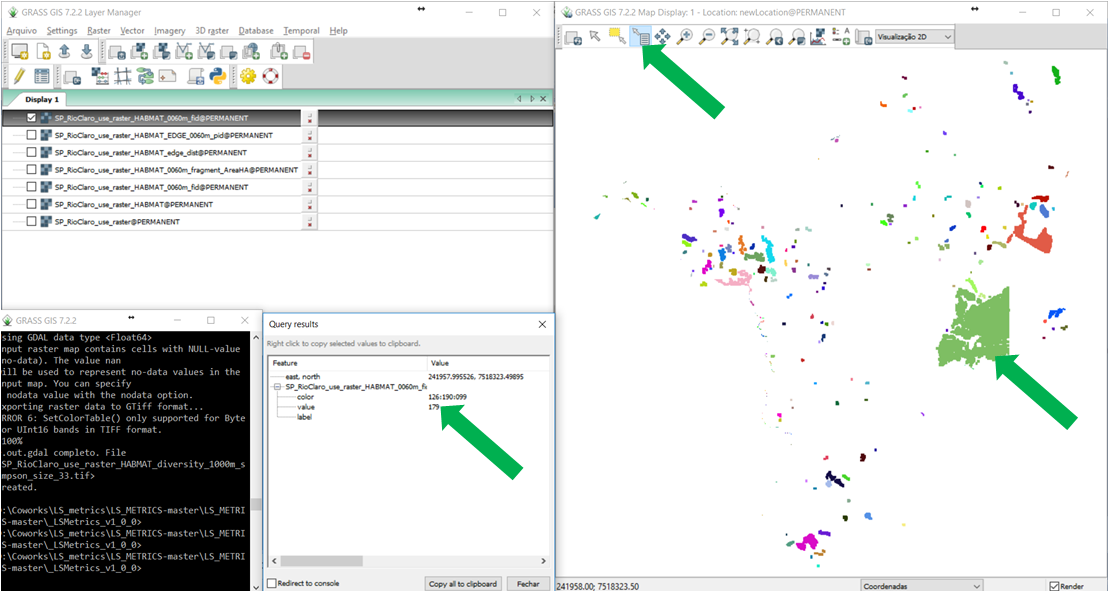 GRASS GIS 7.2.2 Layer Manager
Arquivo Settings Raster Vector Imagery 3D raster Database Temporal Help
Display 1
SP_RioClaro_use_raster_HABMAT_0060m_fid@PERMANENT
SP_RioClaro_use_raster_HABMAT_EDGE_0060m_pid@PERMANENT
SP_RioClaro_use_raster_HABMAT_edge_dist@PERMANENT
SP_RioClaro_use_raster_HABMAT_0060m_fragment_AreaHA@PERMANENT
SP_RioClaro_use_raster_HABMAT_0060m_fid@PERMANENT
SP_RioClaro_use_raster_HABMAT@PERMANENT
SP_RioClaro_use_raster@PERMANENT
GRASS GIS 7.2.2
sing GDAL data type <Float64>
nput raster map contains cells with NULL-value
no-data). The value nan
ill be used to represent no-data values in the
nput map. You can specify
nodata value with the nodata option.
xporting raster data to GTiff format...
RROR 6: SetColorTable() only supported for Byte
or UInt16 bands in TIFF format.
100%
.out.gdal completo. File
SP_RioClaro_use_raster_HABMAT_diversity_1000m_s
mpson_size_33.tif>
reated.
:\Coworks\LS_METRICS-master\LS_METRI
S-master\_LSMetrics_v1_0_0>
:\Coworks\LS_metrics\LS_METRICS-master\LS_METRI
S-master\_LSMetrics_v1_0_0>
:\Coworks\LS_metrics\LS_METRICS-master\LS_METRI
S-master\_LSMetrics_v1_0_0>
Query results
Right click to copy selected values to clipboard.
Feature Value
east, north 241957.995526, 7518323.49895
SP_RioClaro_use_raster_HABMAT_0060m_fi
color 126:190:099
value 179
label
Redirect to console Copy all to clipboard Fechar
GRASS GIS 7.2.2 Map Display: 1 - Location: newLocation@PERMANENT
Visualização 2D
241958.00; 7518323.50 Coordenadas Render